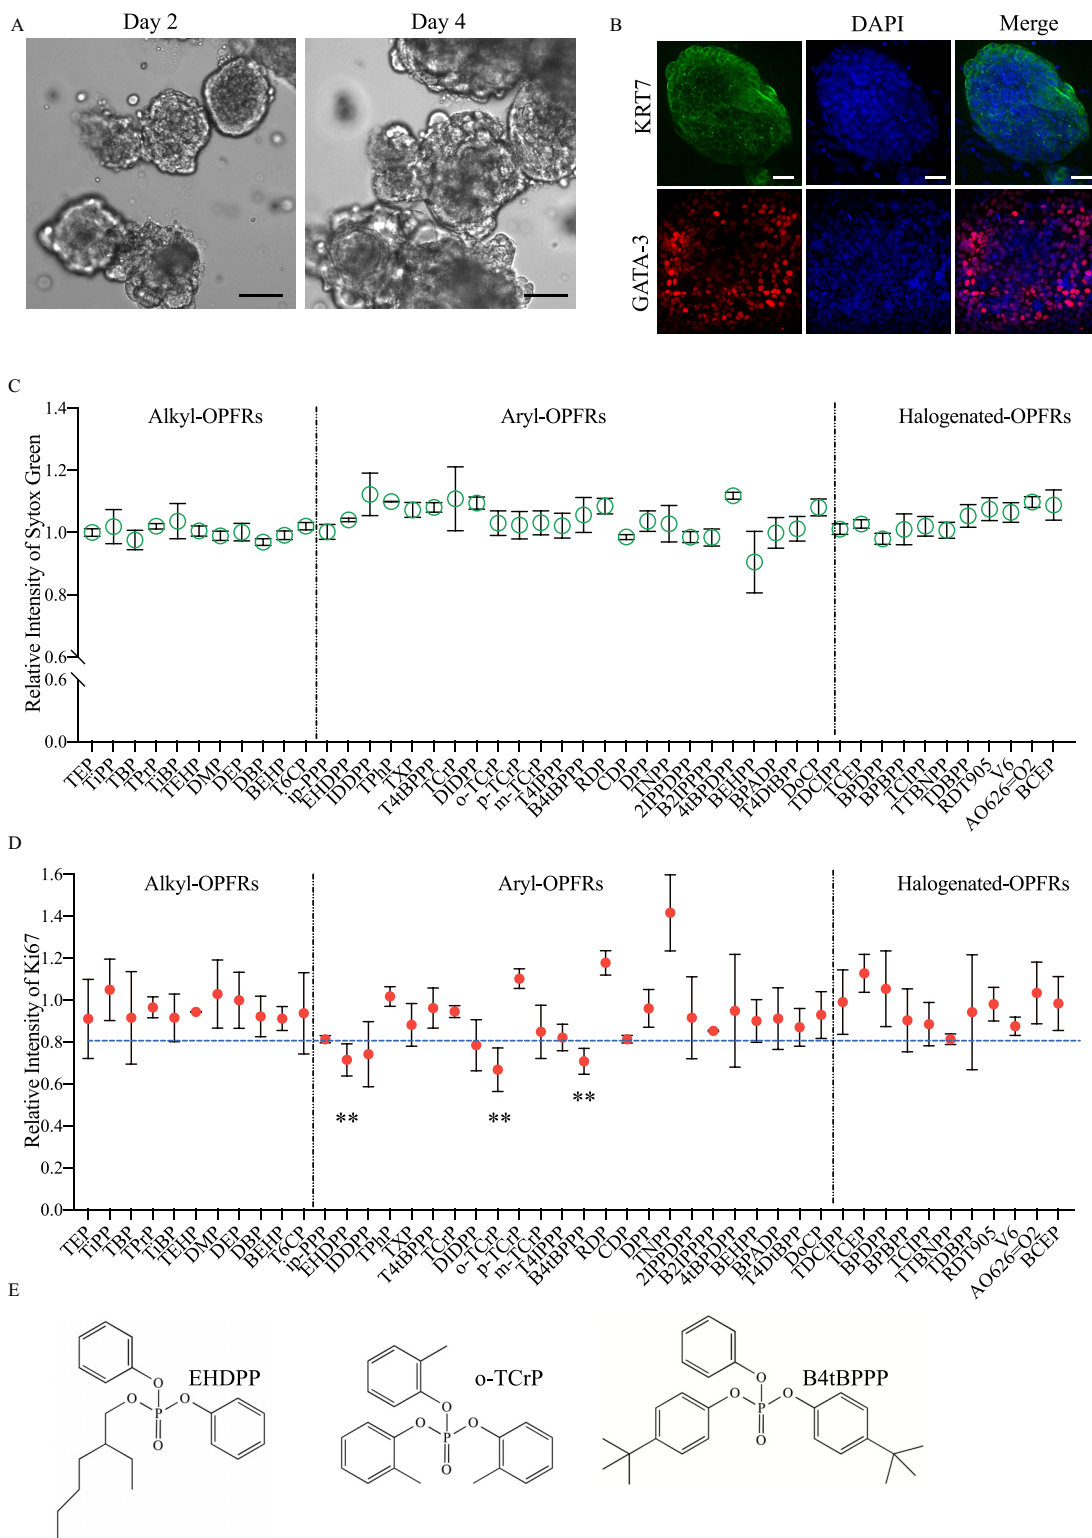 A
Day 2
Day 4
B
DAPI
Merge
KRT7
GATA-3
C
Relative Intensity of Sytox Green
1.4
1.2
1.0
0.8
0.6
0.6
0.0
Alkyl-OPFRs
Aryl-OPFRs
Halogenated-OPFRs
TEP
TiPP
TBP
TPrP
TiBP
TEHP
DMP
DEP
DBP
BEHP
T6CP
ip-PPP
EHDPP
IDDPP
TPhP
TXP
T4tBPPP
TCrP
DIDPP
o-TCrP
p-TCrP
m-TCrP
T4IPPP
B4tBPPP
RDP
CDP
DPP
TNPP
2IPPDPP
B2IPPPP
4tBPDPP
BEHPP
BPADP
T4DtBPP
DoCP
TDCIPP
TCEP
BPDPP
BPBPP
TCIPP
TTBNPP
TDBPP
RDT905
V6
AO626=O2
BCEP
D
Relative Intensity of Ki67
1.6
1.4
1.2
1.0
0.8
0.6
0.4
0.2
0.0
Alkyl-OPFRs
Aryl-OPFRs
Halogenated-OPFRs
**
**
**
TEP
TiPP
TBP
TPrP
TiBP
TEHP
DMP
DEP
DBP
BEHP
T6CP
ip-PPP
EHDPP
IDDPP
TPhP
TXP
T4tBPPP
TCrP
DIDPP
o-TCrP
p-TCrP
m-TCrP
T4IPPP
B4tBPPP
RDP
CDP
DPP
TNPP
2IPPDPP
B2IPPPP
4tBPDPP
BEHPP
BPADP
T4DtBPP
DoCP
TDCIPP
TCEP
BPDPP
BPBPP
TCIPP
TTBNPP
TDBPP
RDT905
V6
AO626=O2
BCEP
E
EHDPP
O
O
P
O
O
o-TCrP
O
O
P
O
O
B4tBPPP
O
O
P
O
O